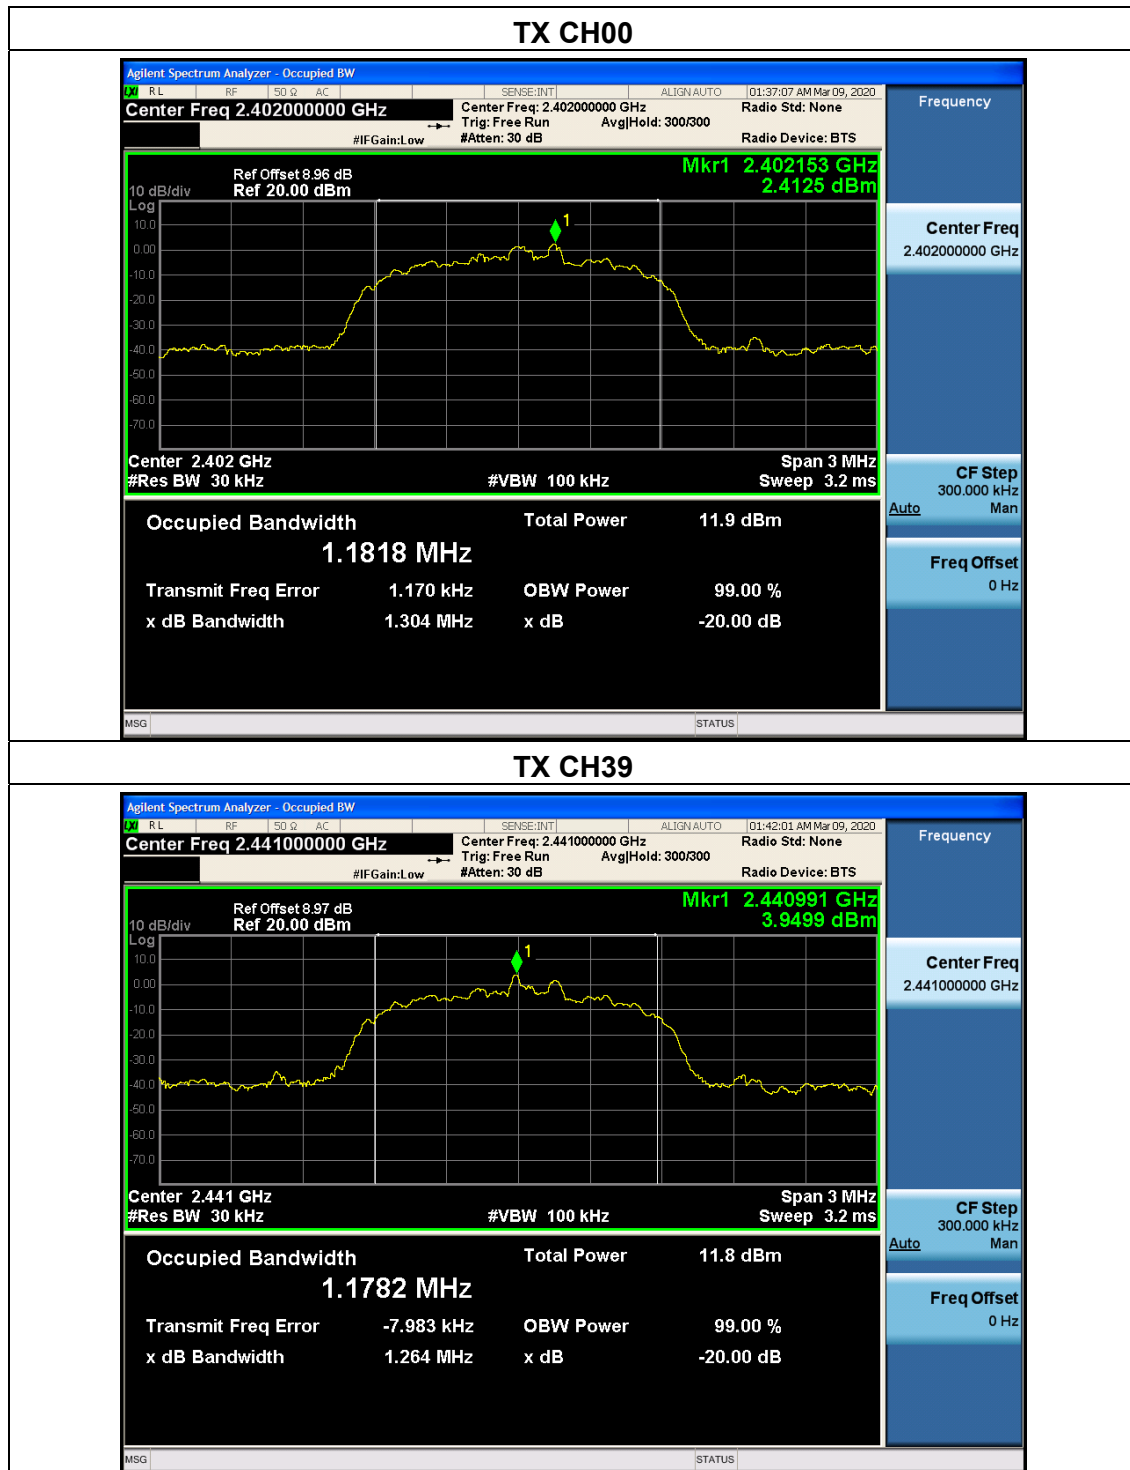 TX CH00
Agilent Spectrum Analyzer - Occupied BW
LXI RL RF 50 Ω AC SENSE:INT ALIGN AUTO 01:37:07 AM Mar 09, 2020
Center Freq 2.402000000 GHz Center Freq: 2.402000000 GHz Radio Std: None
Trig: Free Run Avg|Hold: 300/300
#IFGain:Low #Atten: 30 dB Radio Device: BTS
Frequency
Mkr1 2.402153 GHz
2.4125 dBm
Ref Offset 8.96 dB
10 dB/div Ref 20.00 dBm
Log
10.0
0.00
-10.0
-20.0
-30.0
-40.0
-50.0
-60.0
-70.0
1
Center 2.402 GHz Span 3 MHz
#Res BW 30 kHz #VBW 100 kHz Sweep 3.2 ms
Center Freq
2.402000000 GHz
CF Step
300.000 kHz
Auto Man
Freq Offset
0 Hz
Occupied Bandwidth Total Power 11.9 dBm
1.1818 MHz
Transmit Freq Error 1.170 kHz OBW Power 99.00 %
x dB Bandwidth 1.304 MHz x dB -20.00 dB
MSG STATUS
TX CH39
Agilent Spectrum Analyzer - Occupied BW
LXI RL RF 50 Ω AC SENSE:INT ALIGN AUTO 01:42:01 AM Mar 09, 2020
Center Freq 2.441000000 GHz Center Freq: 2.441000000 GHz Radio Std: None
Trig: Free Run Avg|Hold: 300/300
#IFGain:Low #Atten: 30 dB Radio Device: BTS
Frequency
Mkr1 2.440991 GHz
3.9499 dBm
Ref Offset 8.97 dB
10 dB/div Ref 20.00 dBm
Log
10.0
0.00
-10.0
-20.0
-30.0
-40.0
-50.0
-60.0
-70.0
1
Center 2.441 GHz Span 3 MHz
#Res BW 30 kHz #VBW 100 kHz Sweep 3.2 ms
Center Freq
2.441000000 GHz
CF Step
300.000 kHz
Auto Man
Freq Offset
0 Hz
Occupied Bandwidth Total Power 11.8 dBm
1.1782 MHz
Transmit Freq Error -7.983 kHz OBW Power 99.00 %
x dB Bandwidth 1.264 MHz x dB -20.00 dB
MSG STATUS